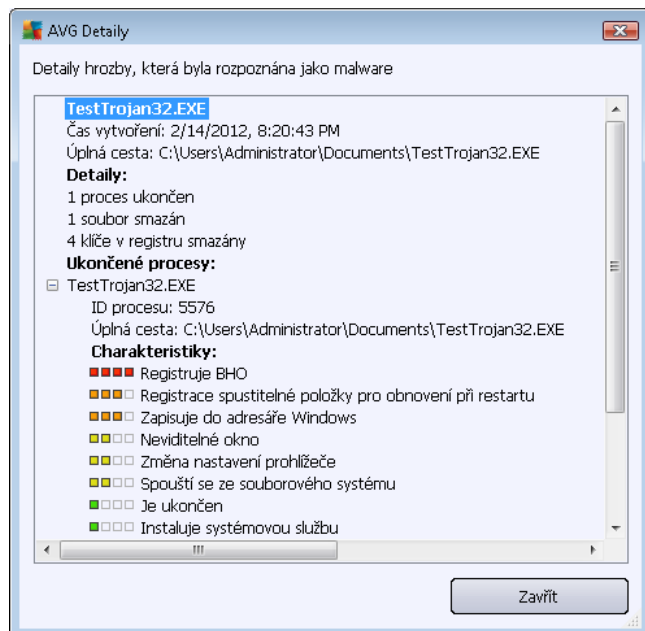 AVG Detaily
Detaily hrozby, která byla rozpoznána jako malware
TestTrojan32.EXE
Čas vytvoření: 2/14/2012, 8:20:43 PM
Úplná cesta: C:\Users\Administrator\Documents\TestTrojan32.EXE
Detaily:
1 proces ukončen
1 soubor smazán
4 klíče v registru smazány
Ukončené procesy:
TestTrojan32.EXE
ID procesu: 5576
Úplná cesta: C:\Users\Administrator\Documents\TestTrojan32.EXE
Charakteristiky:
Registruje BHO
Registrace spustitelné položky pro obnovení při restartu
Zapisuje do adresáře Windows
Neviditelné okno
Změna nastavení prohlížeče
Spouští se ze souborového systému
Je ukončen
Instaluje systémovou službu
Zavřít